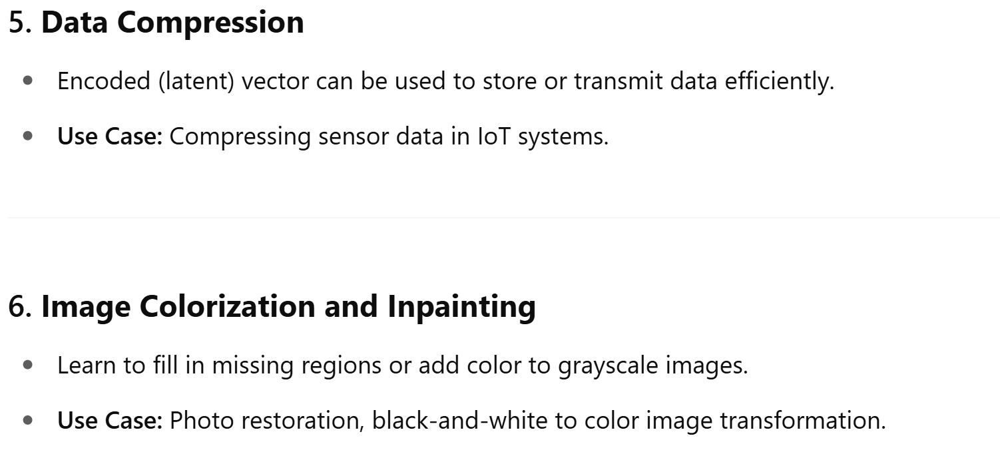 5. Data Compression
• Encoded (latent) vector can be used to store or transmit data efficiently.
• Use Case: Compressing sensor data in IoT systems.
6. Image Colorization and Inpainting
• Learn to fill in missing regions or add color to grayscale images.
• Use Case: Photo restoration, black-and-white to color image transformation.